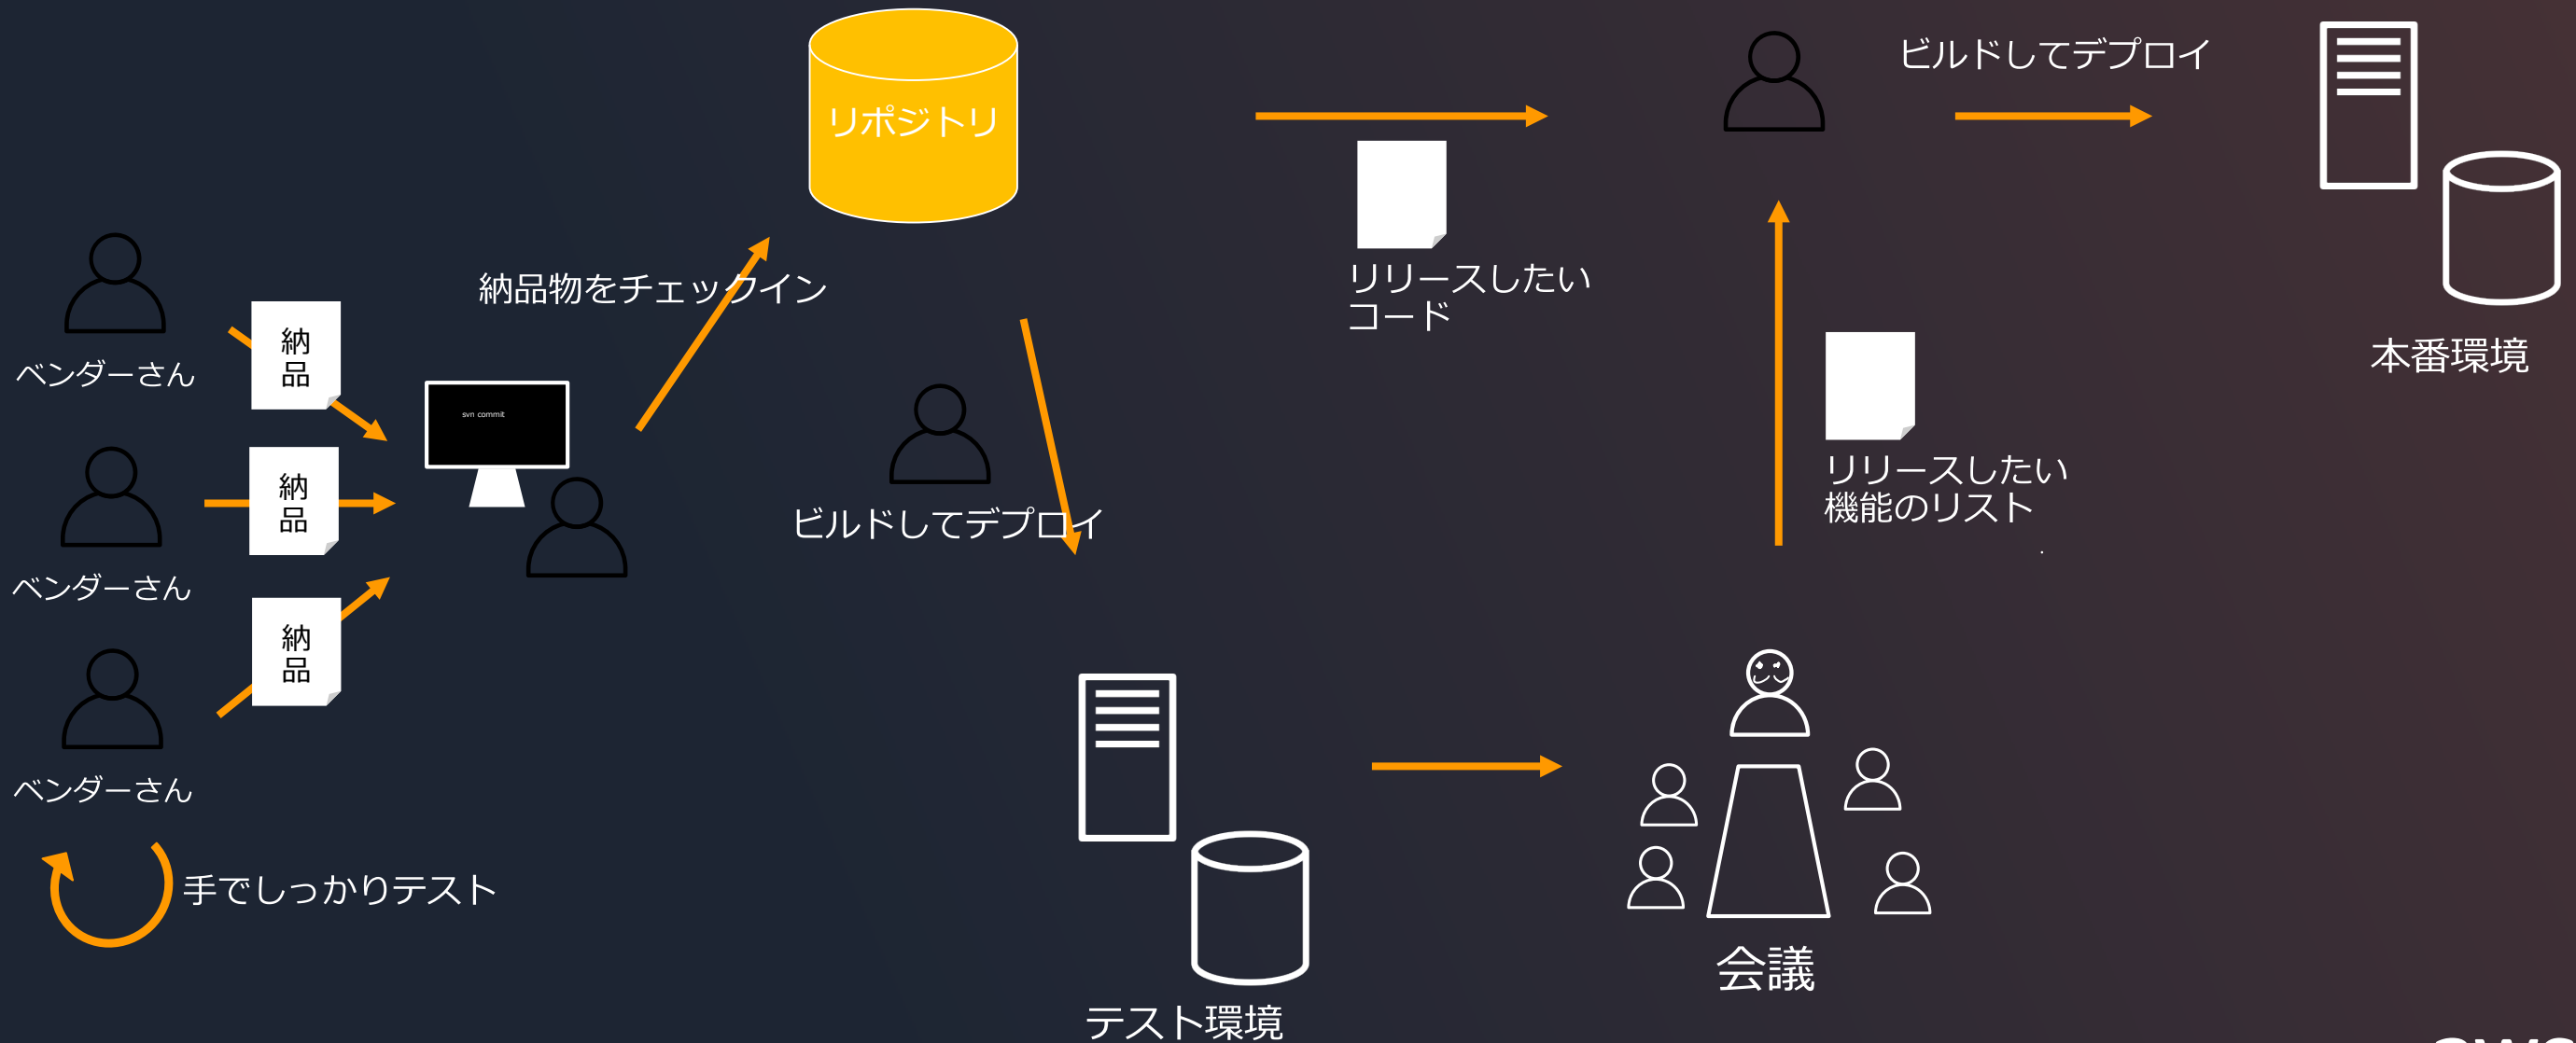 リポジトリ
ビルドしてデプロイ
納品物をチェックイン
リリースしたい
コード
本番環境
ベンダーさん
納
品
svn commit
ベンダーさん
納
品
ビルドしてデプロイ
リリースしたい
機能のリスト
ベンダーさん
納
品
手でしっかりテスト
会議
テスト環境